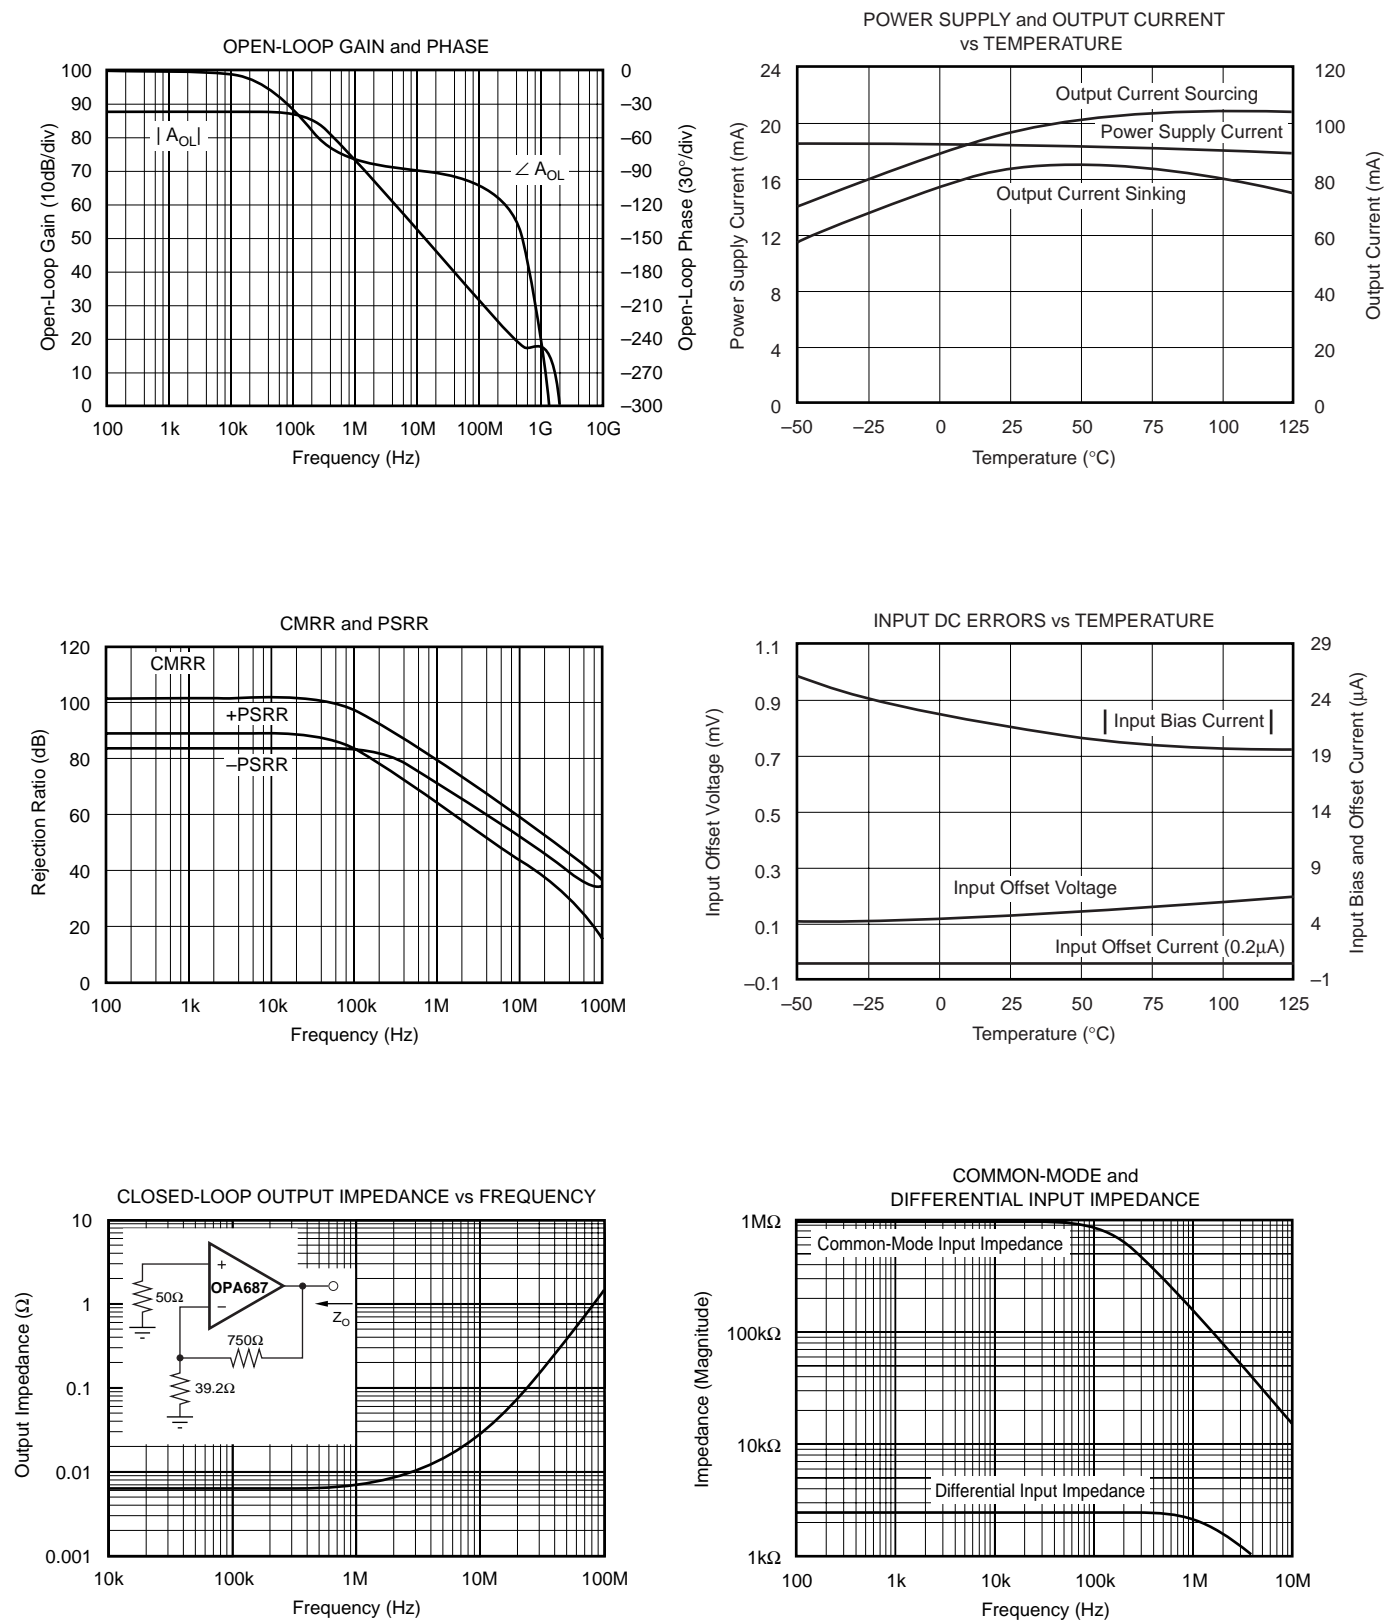 OPEN-LOOP GAIN and PHASE
Open-Loop Gain (10dB/div)
100
90
80
70
60
50
40
30
20
10
0
| A_OL |
∠ A_OL
0
–30
–60
–90
–120
–150
–180
–210
–240
–270
–300
Open-Loop Phase (30°/div)
100 1k 10k 100k 1M 10M 100M 1G 10G
Frequency (Hz)
POWER SUPPLY and OUTPUT CURRENT
vs TEMPERATURE
Power Supply Current (mA)
24
20
16
12
8
4
0
Output Current Sourcing
Power Supply Current
Output Current Sinking
120
100
80
60
40
20
0
Output Current (mA)
–50 –25 0 25 50 75 100 125
Temperature (°C)
CMRR and PSRR
Rejection Ratio (dB)
120
100
80
60
40
20
0
CMRR
+PSRR
–PSRR
100 1k 10k 100k 1M 10M 100M
Frequency (Hz)
INPUT DC ERRORS vs TEMPERATURE
Input Offset Voltage (mV)
1.1
0.9
0.7
0.5
0.3
0.1
–0.1
| Input Bias Current |
Input Offset Voltage
Input Offset Current (0.2µA)
29
24
19
14
9
4
–1
Input Bias and Offset Current (µA)
–50 –25 0 25 50 75 100 125
Temperature (°C)
CLOSED-LOOP OUTPUT IMPEDANCE vs FREQUENCY
Output Impedance (Ω)
10
1
0.1
0.01
0.001
+
OPA687
–
50Ω
Z_O
750Ω
39.2Ω
10k 100k 1M 10M 100M
Frequency (Hz)
COMMON-MODE and
DIFFERENTIAL INPUT IMPEDANCE
Impedance (Magnitude)
1MΩ
100kΩ
10kΩ
1kΩ
Common-Mode Input Impedance
Differential Input Impedance
100 1k 10k 100k 1M 10M
Frequency (Hz)